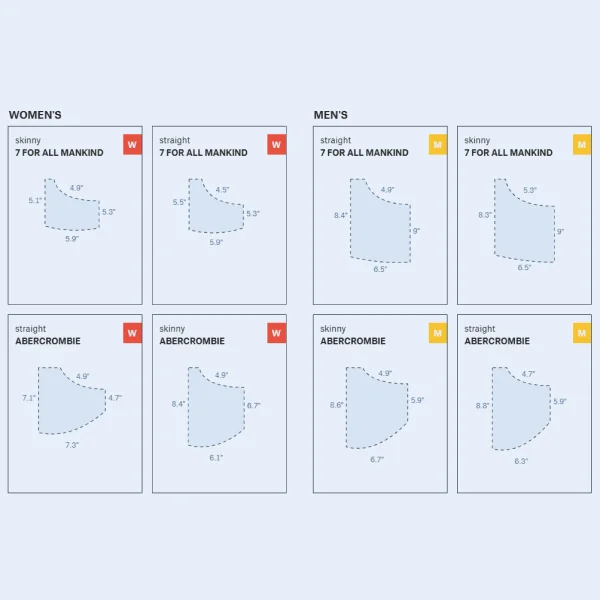 WOMEN'S
skinny
7 FOR ALL MANKIND
W
4.9"
5.1"
5.3"
5.9"
straight
7 FOR ALL MANKIND
W
4.5"
5.5"
5.3"
5.9"
straight
ABERCROMBIE
W
4.9"
7.1"
4.7"
7.3"
skinny
ABERCROMBIE
W
4.9"
8.4"
6.7"
6.1"
MEN'S
straight
7 FOR ALL MANKIND
M
4.9"
8.4"
9"
6.5"
skinny
7 FOR ALL MANKIND
M
5.3"
8.3"
9"
6.5"
skinny
ABERCROMBIE
M
4.9"
8.6"
5.9"
6.7"
straight
ABERCROMBIE
M
4.7"
8.8"
5.9"
6.3"